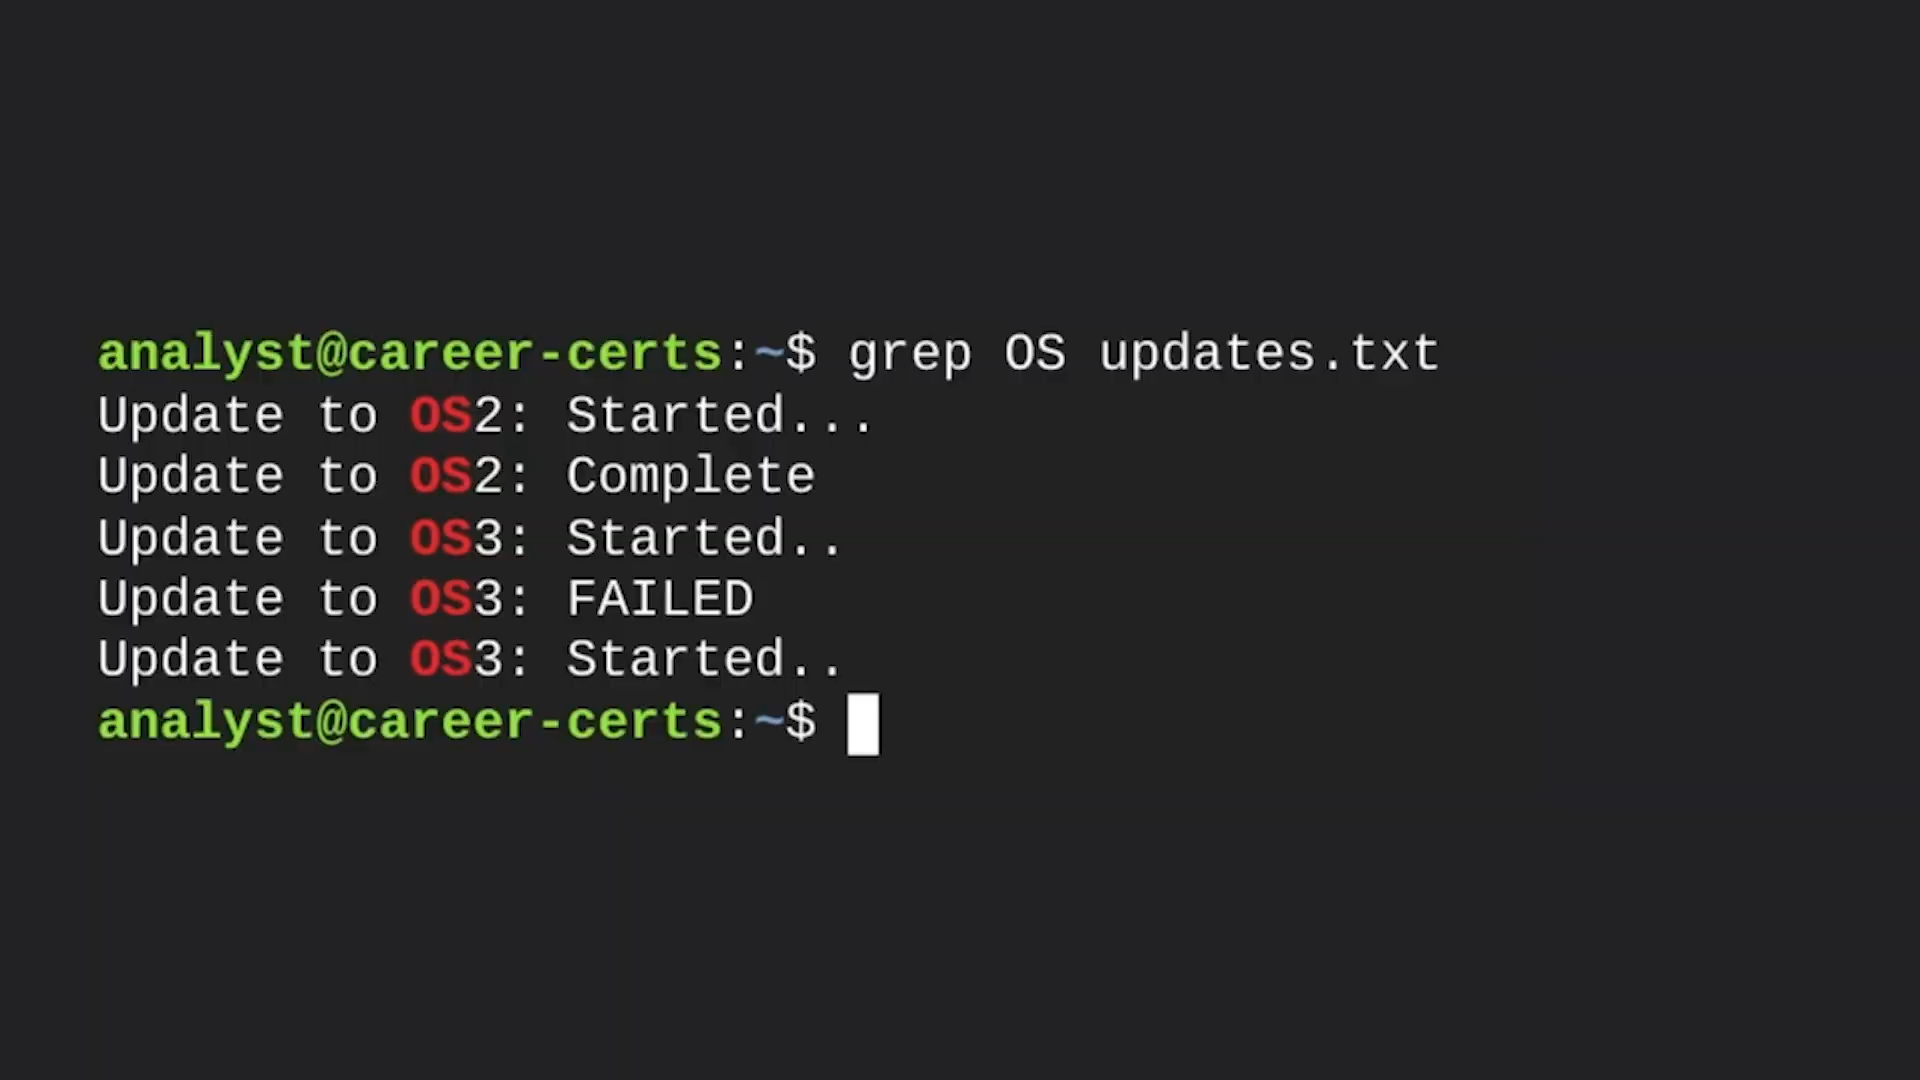 analyst@career-certs:~$ grep OS updates.txt
Update to OS2: Started...
Update to OS2: Complete
Update to OS3: Started..
Update to OS3: FAILED
Update to OS3: Started..
analyst@career-certs:~$